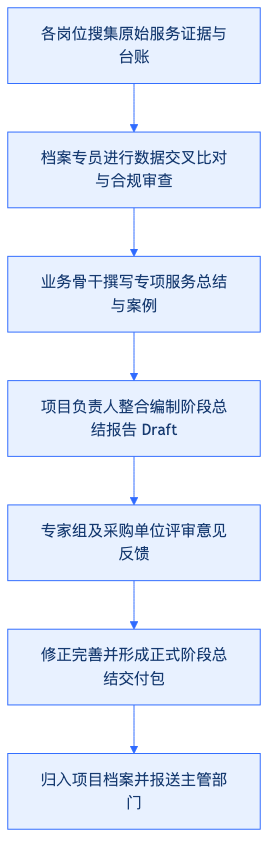 各岗位搜集原始服务证据与
台账
档案专员进行数据交叉比对
与合规审查
业务骨干撰写专项服务总结
与案例
项目负责人整合编制阶段总
结报告 Draft
专家组及采购单位评审意见
反馈
修正完善并形成正式阶段总
结交付包
归入项目档案并报送主管部
门